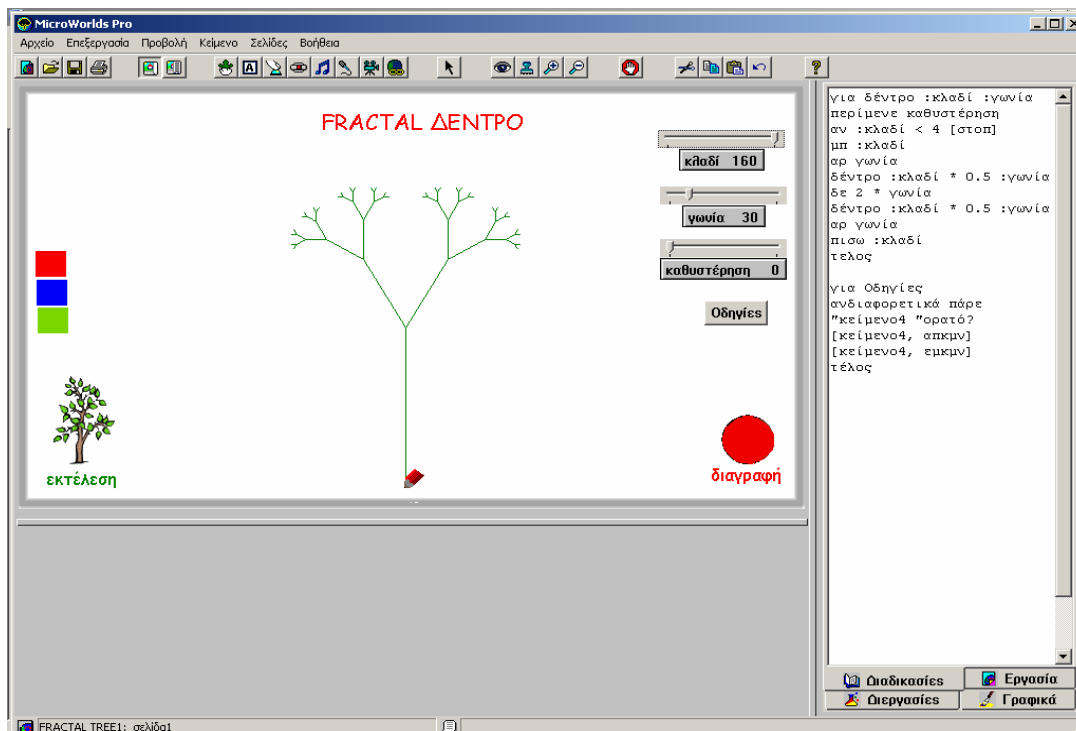 MicroWorlds Pro
Αρχείο Επεξεργασία Προβολή Κείμενο Σελίδες Βοήθεια
FRACTAL ΔΕΝΤΡΟ
κλαδί 160
γωνία 30
καθυστέρηση 0
Οδηγίες
εκτέλεση
διαγραφή
για δέντρο :κλαδί :γωνία
περίμενε καθυστέρηση
αν :κλαδί < 4 [στοπ]
μπ :κλαδί
αρ γωνία
δέντρο :κλαδί * 0.5 :γωνία
δε 2 * γωνία
δέντρο :κλαδί * 0.5 :γωνία
αρ γωνία
πισω :κλαδί
τελος
για Οδηγίες
ανδιαφορετικά πάρε
"κείμενο4 "ορατό?
[κείμενο4, απκμν]
[κείμενο4, εμκμν]
τέλος
Διαδικασίες Εργασία
Διεργασίες Γραφικά
FRACTAL TREE1: σελίδα1